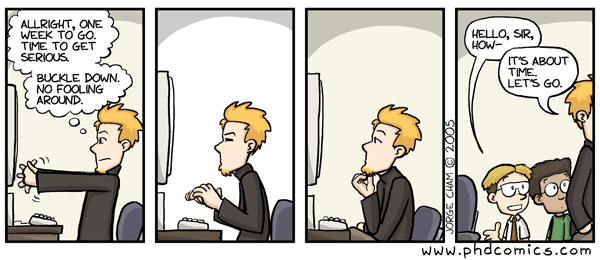 ALLRIGHT, ONE
WEEK TO GO.
TIME TO GET
SERIOUS.
BUCKLE DOWN.
NO FOOLING
AROUND.
JORGE CHAM © 2005
HELLO, SIR,
HOW-
IT'S ABOUT
TIME.
LET'S GO.
www.phdcomics.com